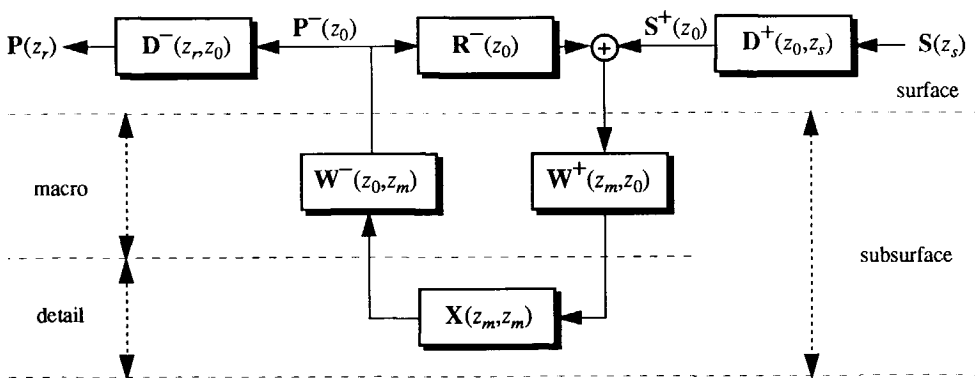 P(z_r) D⁻(z_r,z_0) P⁻(z_0) R⁻(z_0) + S⁺(z_0) D⁺(z_0,z_s) S(z_s)
surface
macro W⁻(z_0,z_m) W⁺(z_m,z_0)
subsurface
detail X(z_m,z_m)